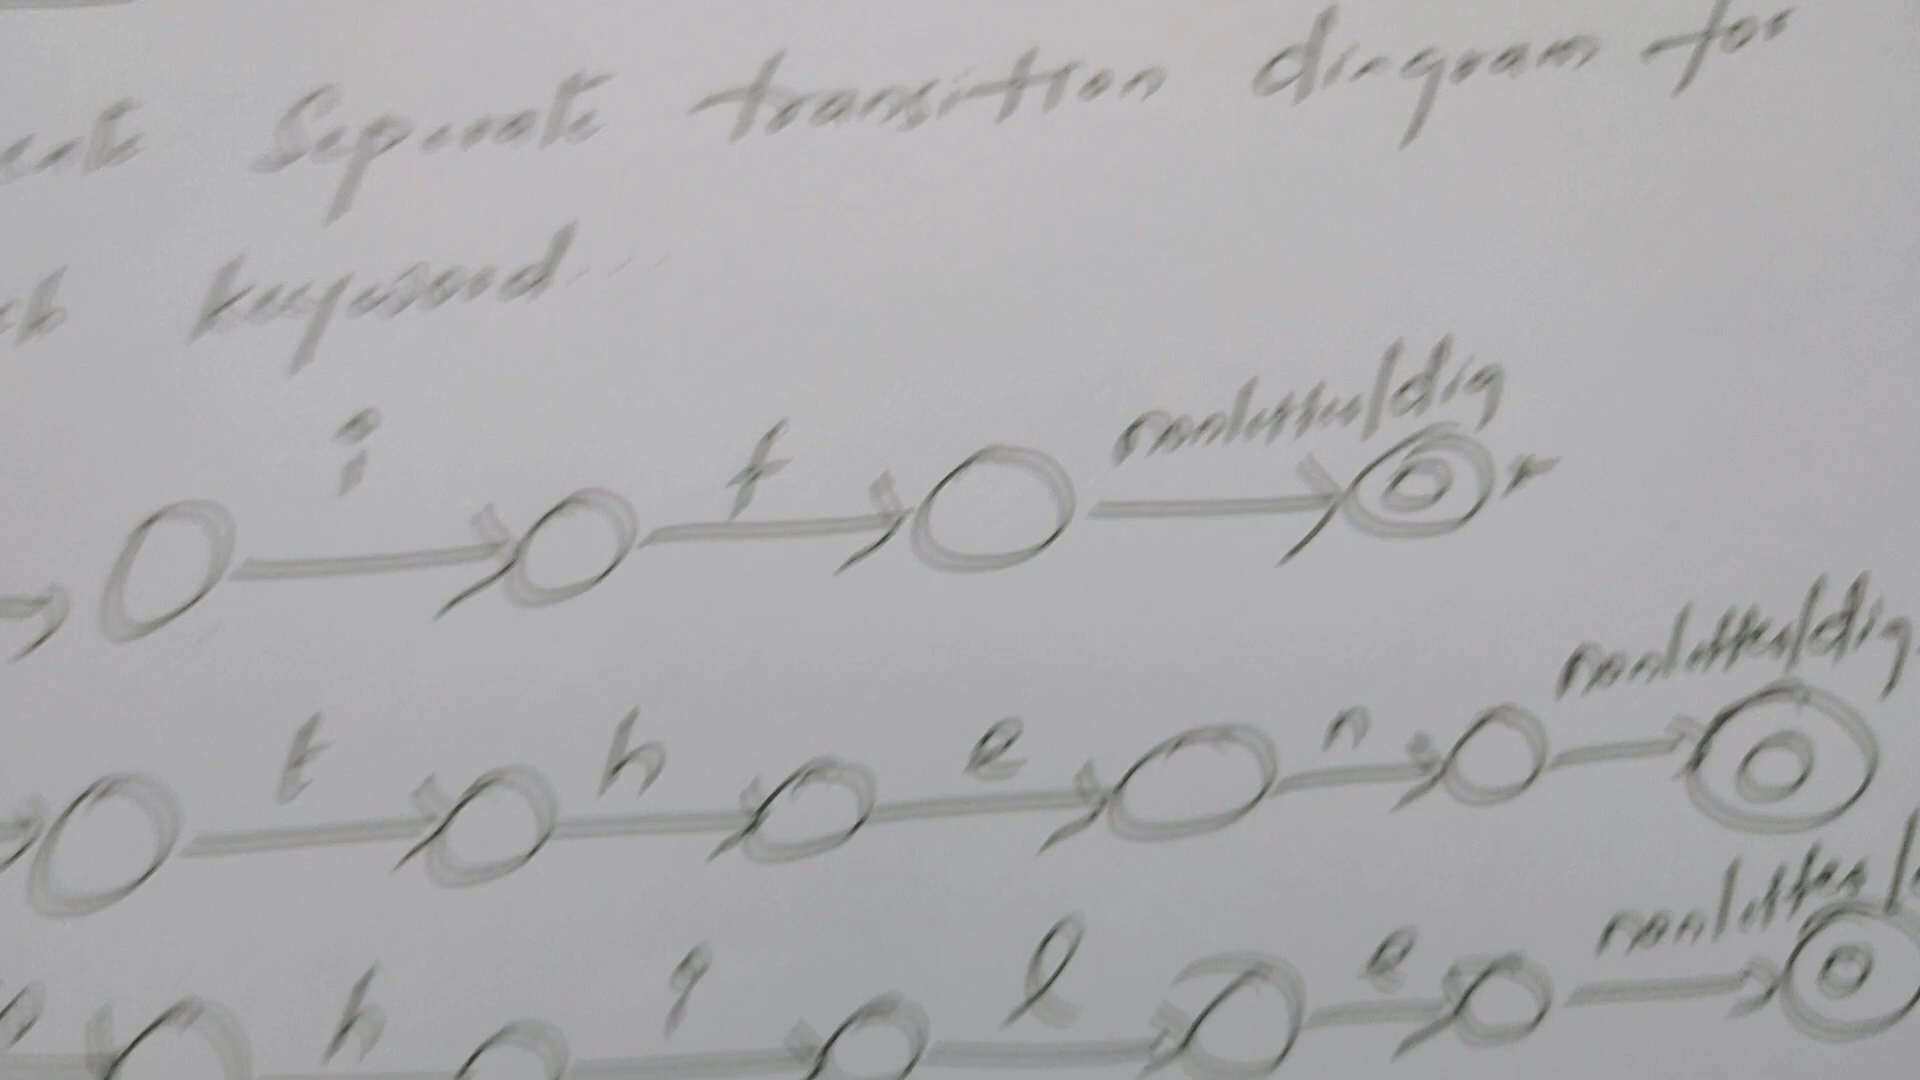 Separate transition diagram for
keyword...
i f nonletter/dig *
t h e n nonletter/dig
h i l e nonletter/